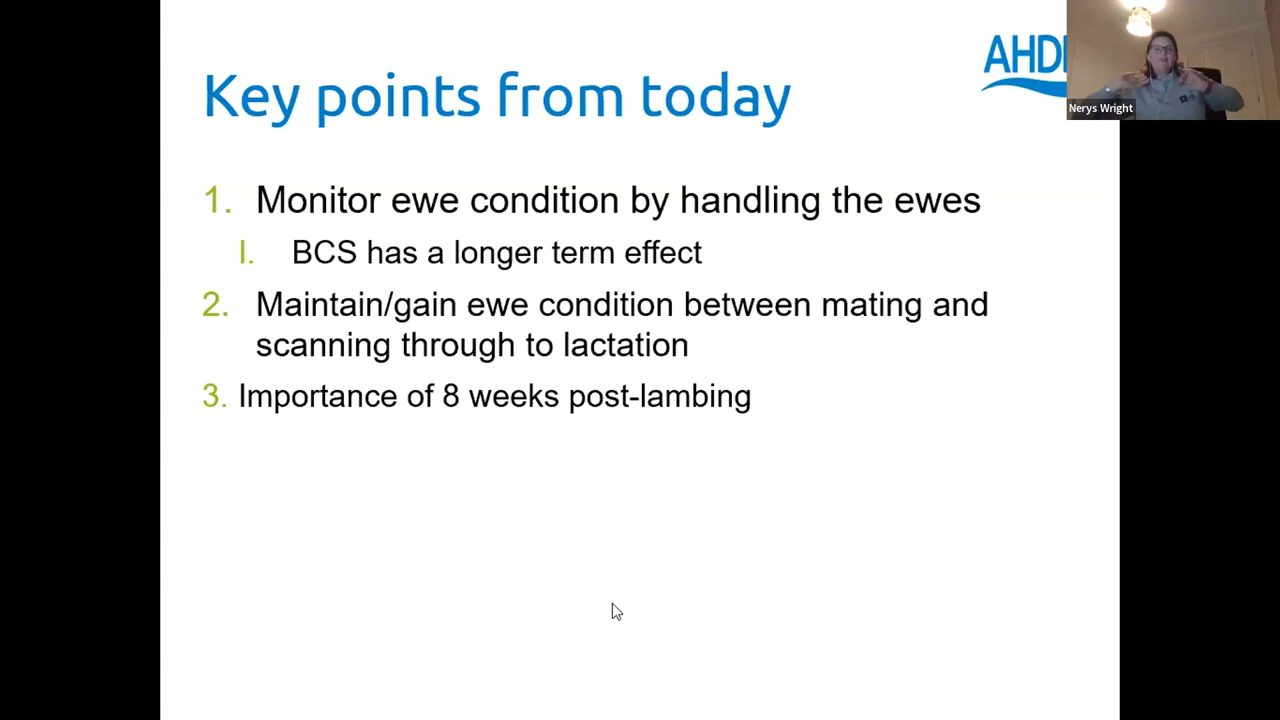 Key points from today
AHD
Nerys Wright
1. Monitor ewe condition by handling the ewes
I. BCS has a longer term effect
2. Maintain/gain ewe condition between mating and
scanning through to lactation
3. Importance of 8 weeks post-lambing